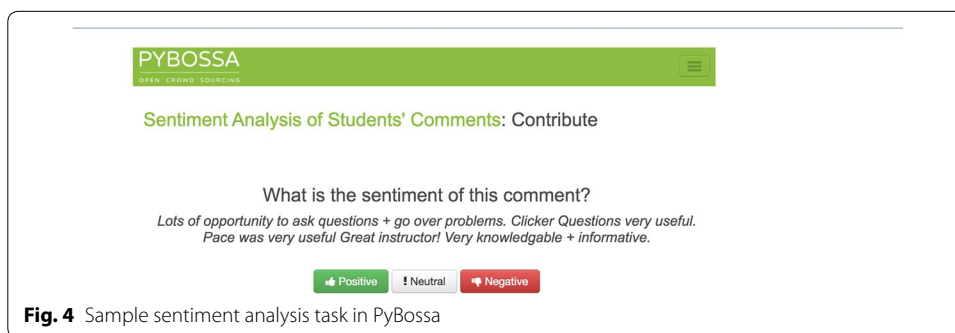 PYBOSSA
OPEN CROWD SOURCING
Sentiment Analysis of Students' Comments: Contribute
What is the sentiment of this comment?
Lots of opportunity to ask questions + go over problems. Clicker Questions very useful.
Pace was very useful Great instructor! Very knowledgable + informative.
Positive ! Neutral Negative
Fig. 4 Sample sentiment analysis task in PyBossa